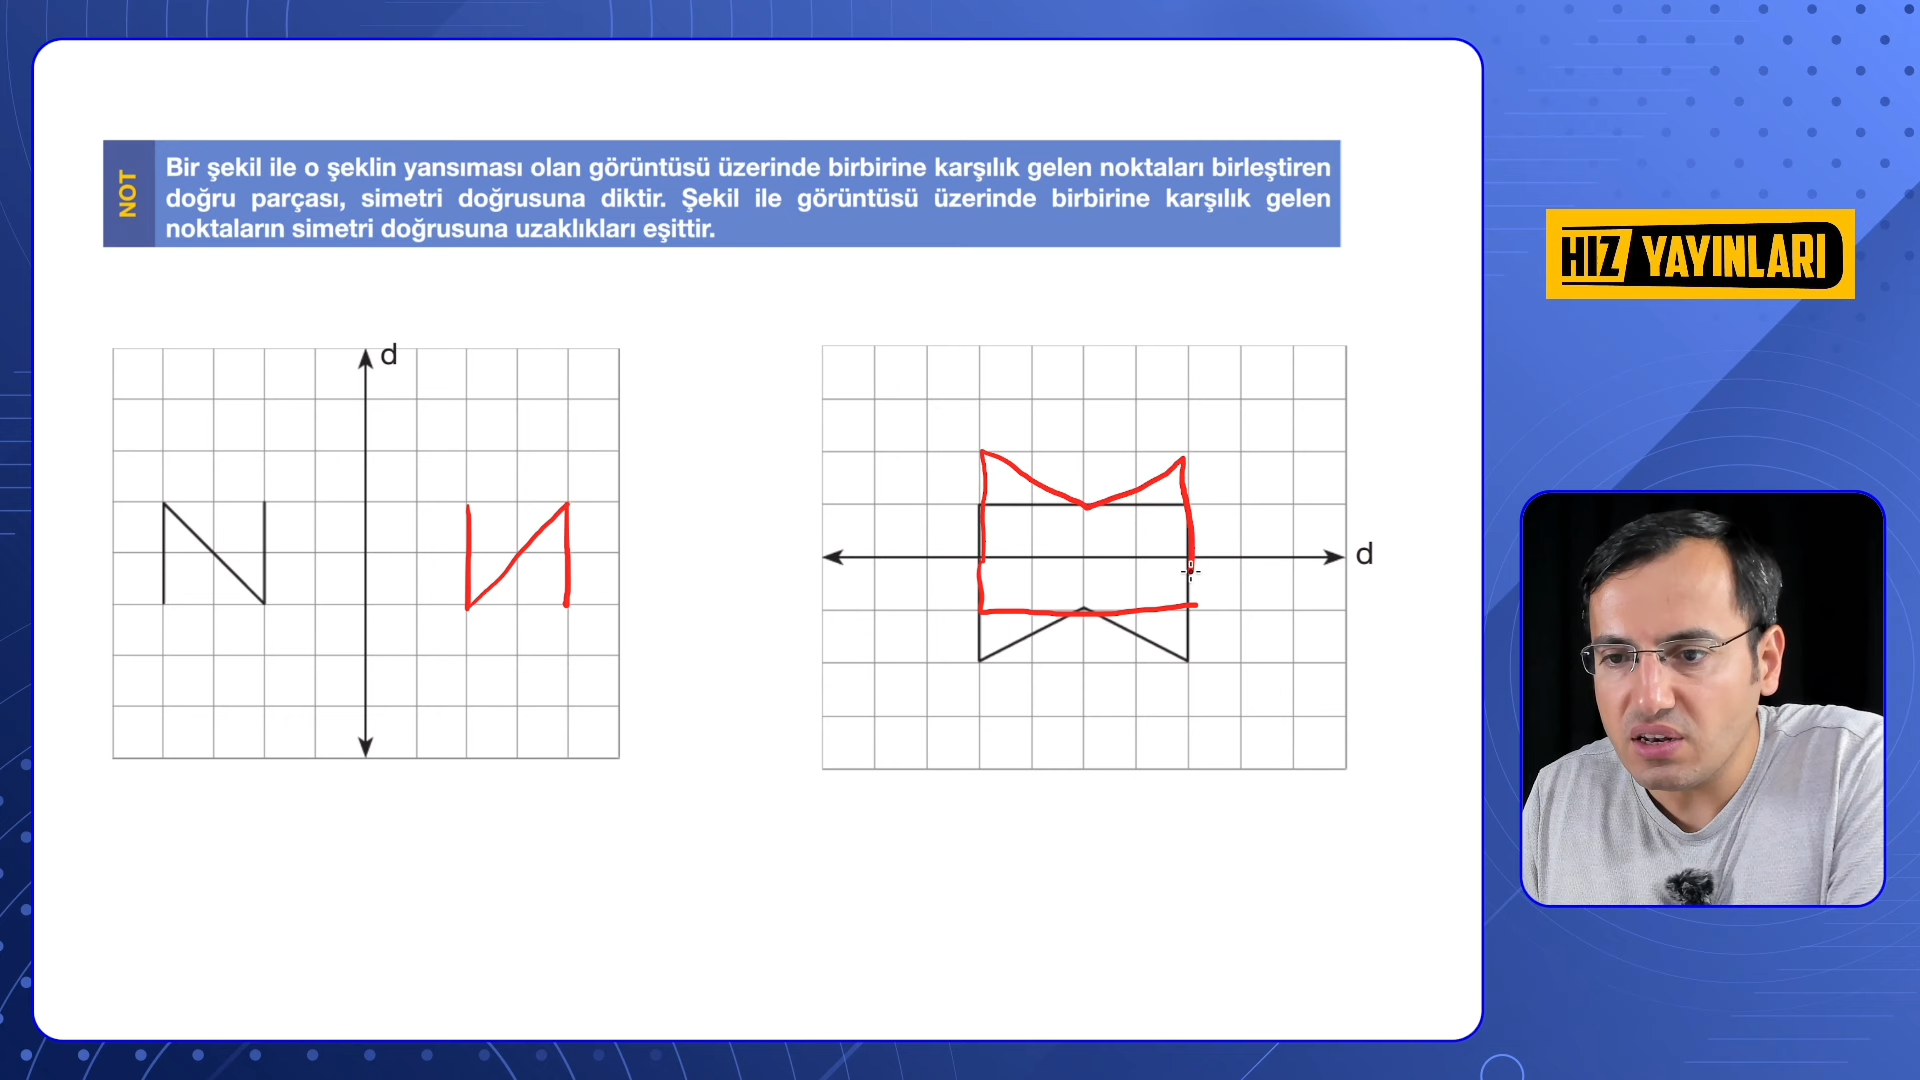 NOT
Bir şekil ile o şeklin yansıması olan görüntüsü üzerinde birbirine karşılık gelen noktaları birleştiren
doğru parçası, simetri doğrusuna diktir. Şekil ile görüntüsü üzerinde birbirine karşılık gelen
noktaların simetri doğrusuna uzaklıkları eşittir.
HIZ YAYINLARI
d
d